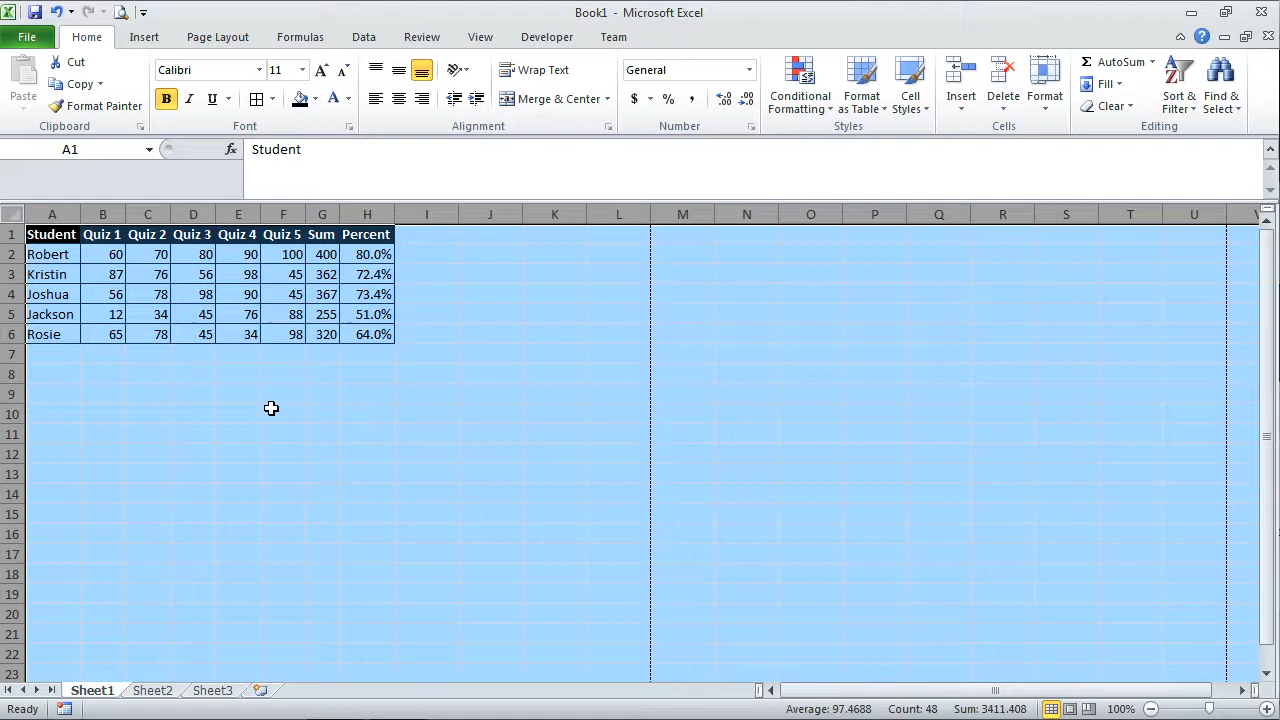 Book1 - Microsoft Excel
File Home Insert Page Layout Formulas Data Review View Developer Team
Paste
Cut
Copy
Format Painter
Clipboard
Calibri 11
B I U
Font
Wrap Text
Merge & Center
Alignment
General
$ % ,
Number
Conditional Formatting
Format as Table
Cell Styles
Styles
Insert
Delete
Format
Cells
AutoSum
Fill
Clear
Sort & Filter
Find & Select
Editing
A1 fx Student
A B C D E F G H I J K L M N O P Q R S T U V
1 Student Quiz 1 Quiz 2 Quiz 3 Quiz 4 Quiz 5 Sum Percent
2 Robert 60 70 80 90 100 400 80.0%
3 Kristin 87 76 56 98 45 362 72.4%
4 Joshua 56 78 98 90 45 367 73.4%
5 Jackson 12 34 45 76 88 255 51.0%
6 Rosie 65 78 45 34 98 320 64.0%
7
8
9
10
11
12
13
14
15
16
17
18
19
20
21
22
23
Sheet1 Sheet2 Sheet3
Ready Average: 97.4688 Count: 48 Sum: 3411.408 100%